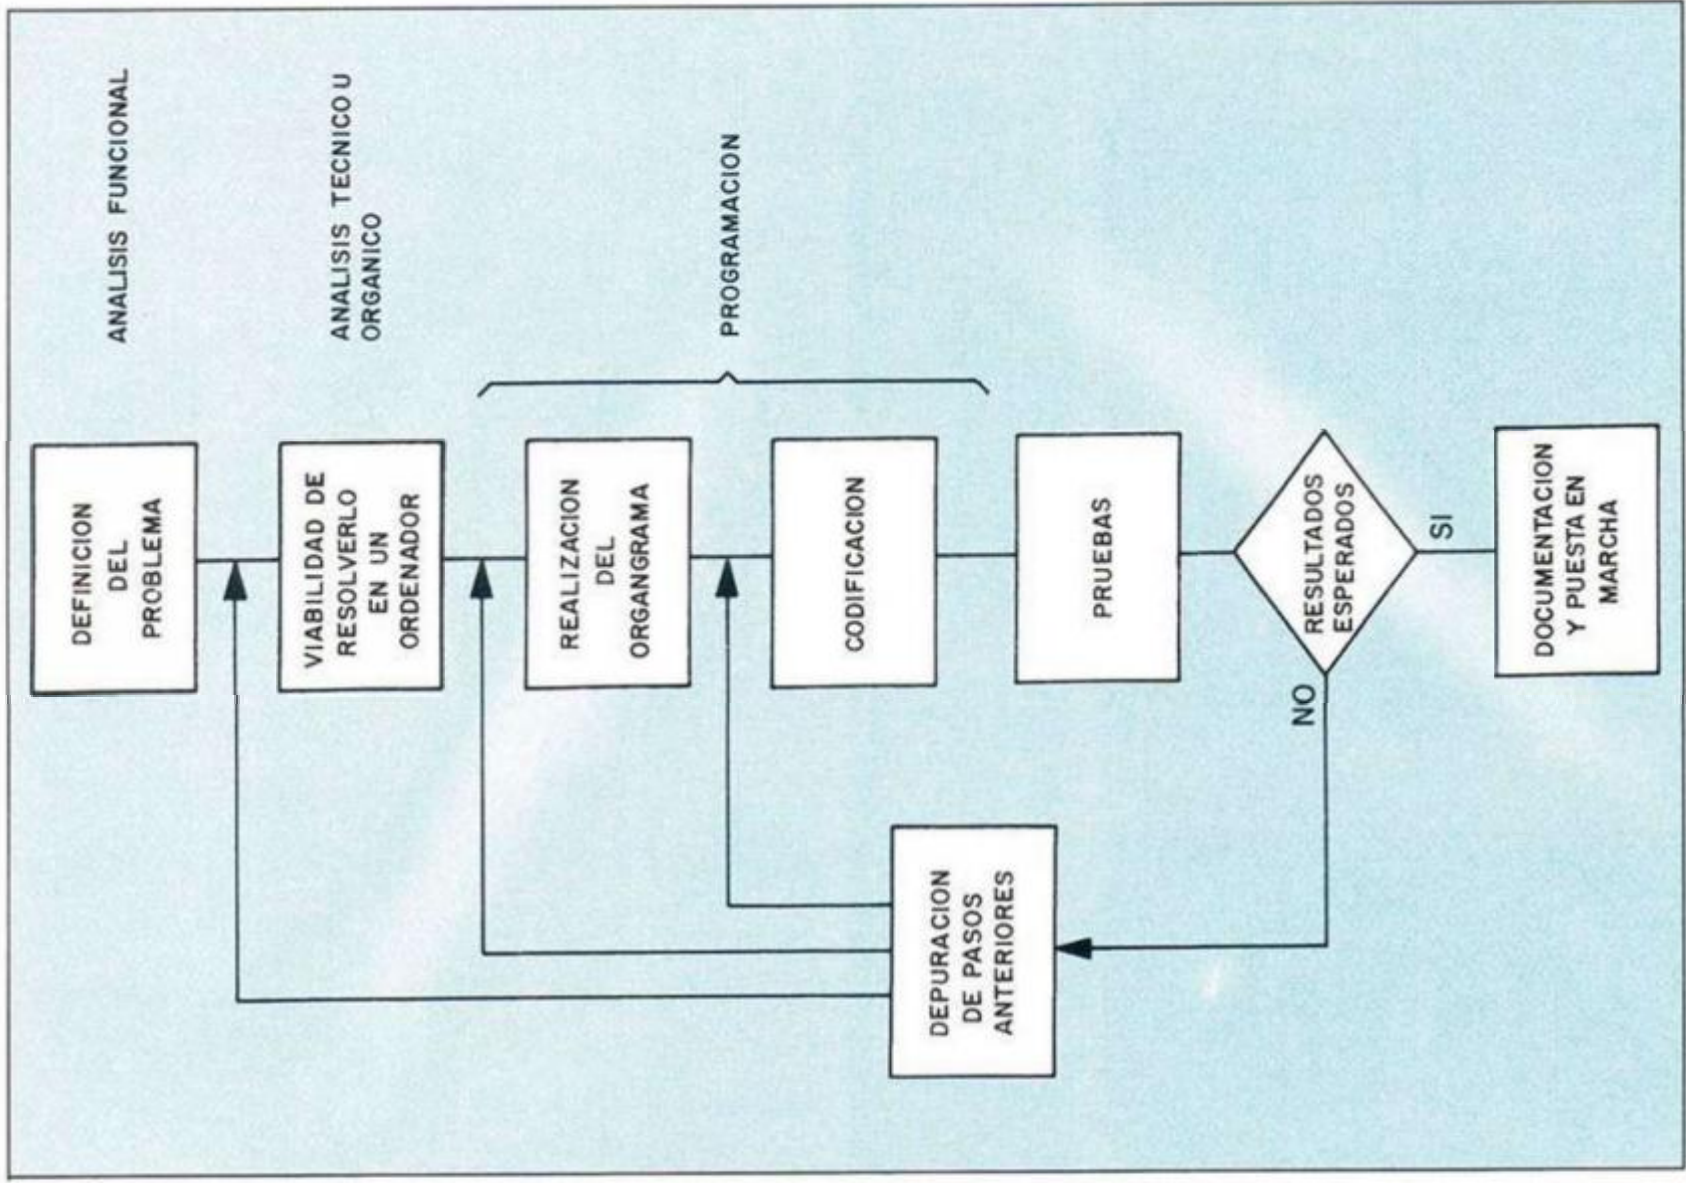 ANALISIS FUNCIONAL
ANALISIS TECNICO U
ORGANICO
PROGRAMACION
DEFINICION
DEL
PROBLEMA
VIABILIDAD DE
RESOLVERLO
EN UN
ORDENADOR
REALIZACION
DEL
ORGANGRAMA
CODIFICACION
PRUEBAS
RESULTADOS
ESPERADOS
SI
NO
DOCUMENTACION
Y PUESTA EN
MARCHA
DEPURACION
DE PASOS
ANTERIORES